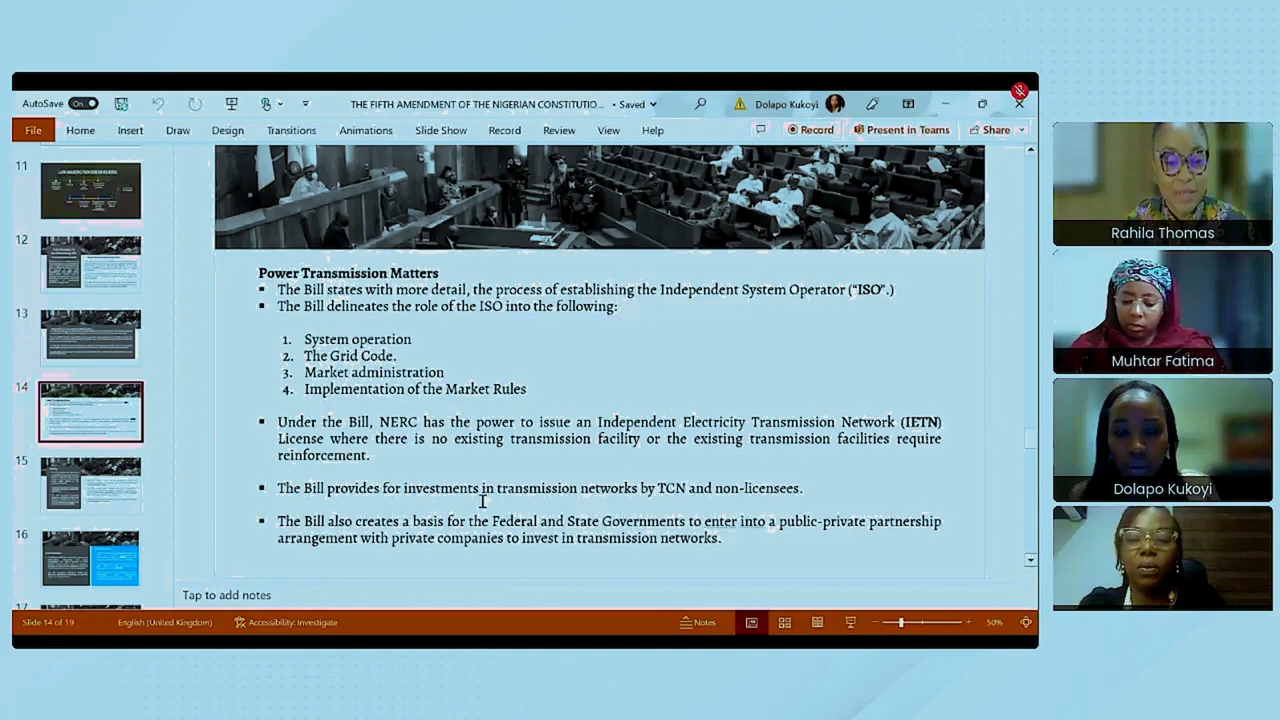 AutoSave On THE FIFTH AMENDMENT OF THE NIGERIAN CONSTITUTIO... • Saved Dolapo Kukoyi
File Home Insert Draw Design Transitions Animations Slide Show Record Review View Help Record Present in Teams Share
11
12
13
14
15
16
17
Power Transmission Matters
▪ The Bill states with more detail, the process of establishing the Independent System Operator ("ISO".)
▪ The Bill delineates the role of the ISO into the following:
1. System operation
2. The Grid Code.
3. Market administration
4. Implementation of the Market Rules
▪ Under the Bill, NERC has the power to issue an Independent Electricity Transmission Network (IETN)
License where there is no existing transmission facility or the existing transmission facilities require
reinforcement.
▪ The Bill provides for investments in transmission networks by TCN and non-licensees.
▪ The Bill also creates a basis for the Federal and State Governments to enter into a public-private partnership
arrangement with private companies to invest in transmission networks.
Tap to add notes
Slide 14 of 19 English (United Kingdom) Accessibility: Investigate Notes 50%
Rahila Thomas
Muhtar Fatima
Dolapo Kukoyi